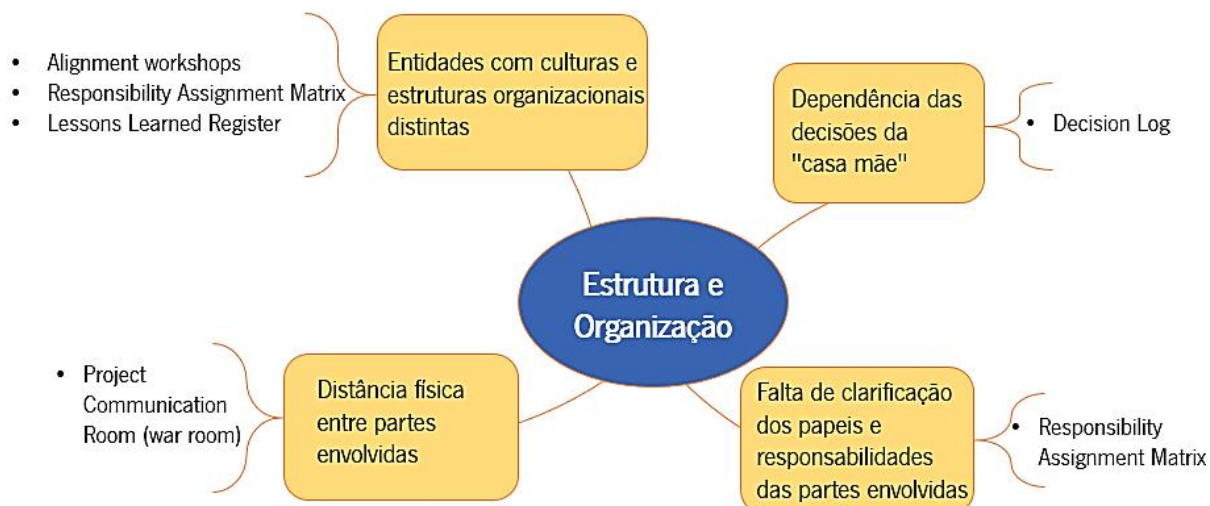 • Alignment workshops
• Responsibility Assignment Matrix
• Lessons Learned Register
Entidades com culturas e
estruturas organizacionais
distintas
Dependência das
decisões da
"casa mãe"
• Decision Log
Estrutura e
Organização
• Project
Communication
Room (war room)
Distância física
entre partes
envolvidas
Falta de clarificação
dos papeis e
responsabilidades
das partes envolvidas
• Responsibility
Assignment Matrix